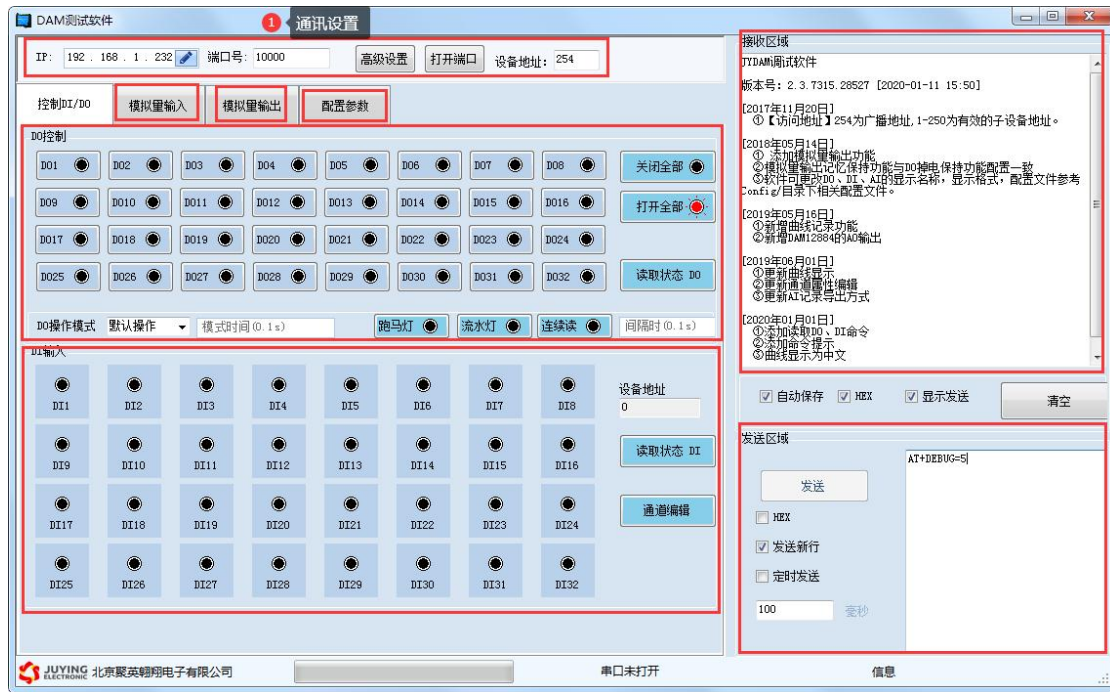 DAM测试软件
1 通讯设置
IP: 192 . 168 . 1 . 232 端口号: 10000 高级设置 打开端口 设备地址: 254
控制DI/DO 模拟量输入 模拟量输出 配置参数
DO控制
DO1 DO2 DO3 DO4 DO5 DO6 DO7 DO8 关闭全部
DO9 DO10 DO11 DO12 DO13 DO14 DO15 DO16 打开全部
DO17 DO18 DO19 DO20 DO21 DO22 DO23 DO24
DO25 DO26 DO27 DO28 DO29 DO30 DO31 DO32 读取状态 DO
DO操作模式 默认操作 模式时间(0.1s) 跑马灯 流水灯 连续读 间隔时(0.1s)
DI输入
DI1 DI2 DI3 DI4 DI5 DI6 DI7 DI8
设备地址
0
DI9 DI10 DI11 DI12 DI13 DI14 DI15 DI16
读取状态 DI
DI17 DI18 DI19 DI20 DI21 DI22 DI23 DI24
通道编辑
DI25 DI26 DI27 DI28 DI29 DI30 DI31 DI32
接收区域
JYDAM调试软件
版本号: 2.3.7315.28527 [2020-01-11 15:50]
[2017年11月20日]
①【访问地址】254为广播地址,1-250为有效的子设备地址。
[2018年05月14日]
① 添加模拟量输出功能
②模拟量输出记忆保持功能与DO掉电保持功能配置一致
③软件可更改DO、DI、AI的显示名称，显示格式，配置文件参考
Config/目录下相关配置文件。
[2019年05月16日]
①新增曲线记录功能
②新增DAM12884的AO输出
[2019年06月01日]
①更新曲线显示
②更新通道属性编辑
③更新AI记录导出方式
[2020年01月01日]
①添加读取DO、DI命令
②添加命令提示
③曲线显示为中文
自动保存 HEX 显示发送 清空
发送区域
AT+DEBUG=5
发送
HEX
发送新行
定时发送
100 毫秒
JUYING ELECTRONIC 北京聚英翱翔电子有限公司 串口未打开 信息